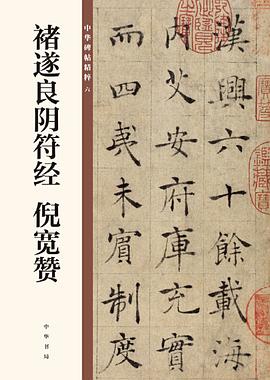 漢興六十餘載海
内艾安府庫充實
而四夷未賓制度
中华碑帖精粹 六
褚遂良阴符经 倪宽赞
中华书局